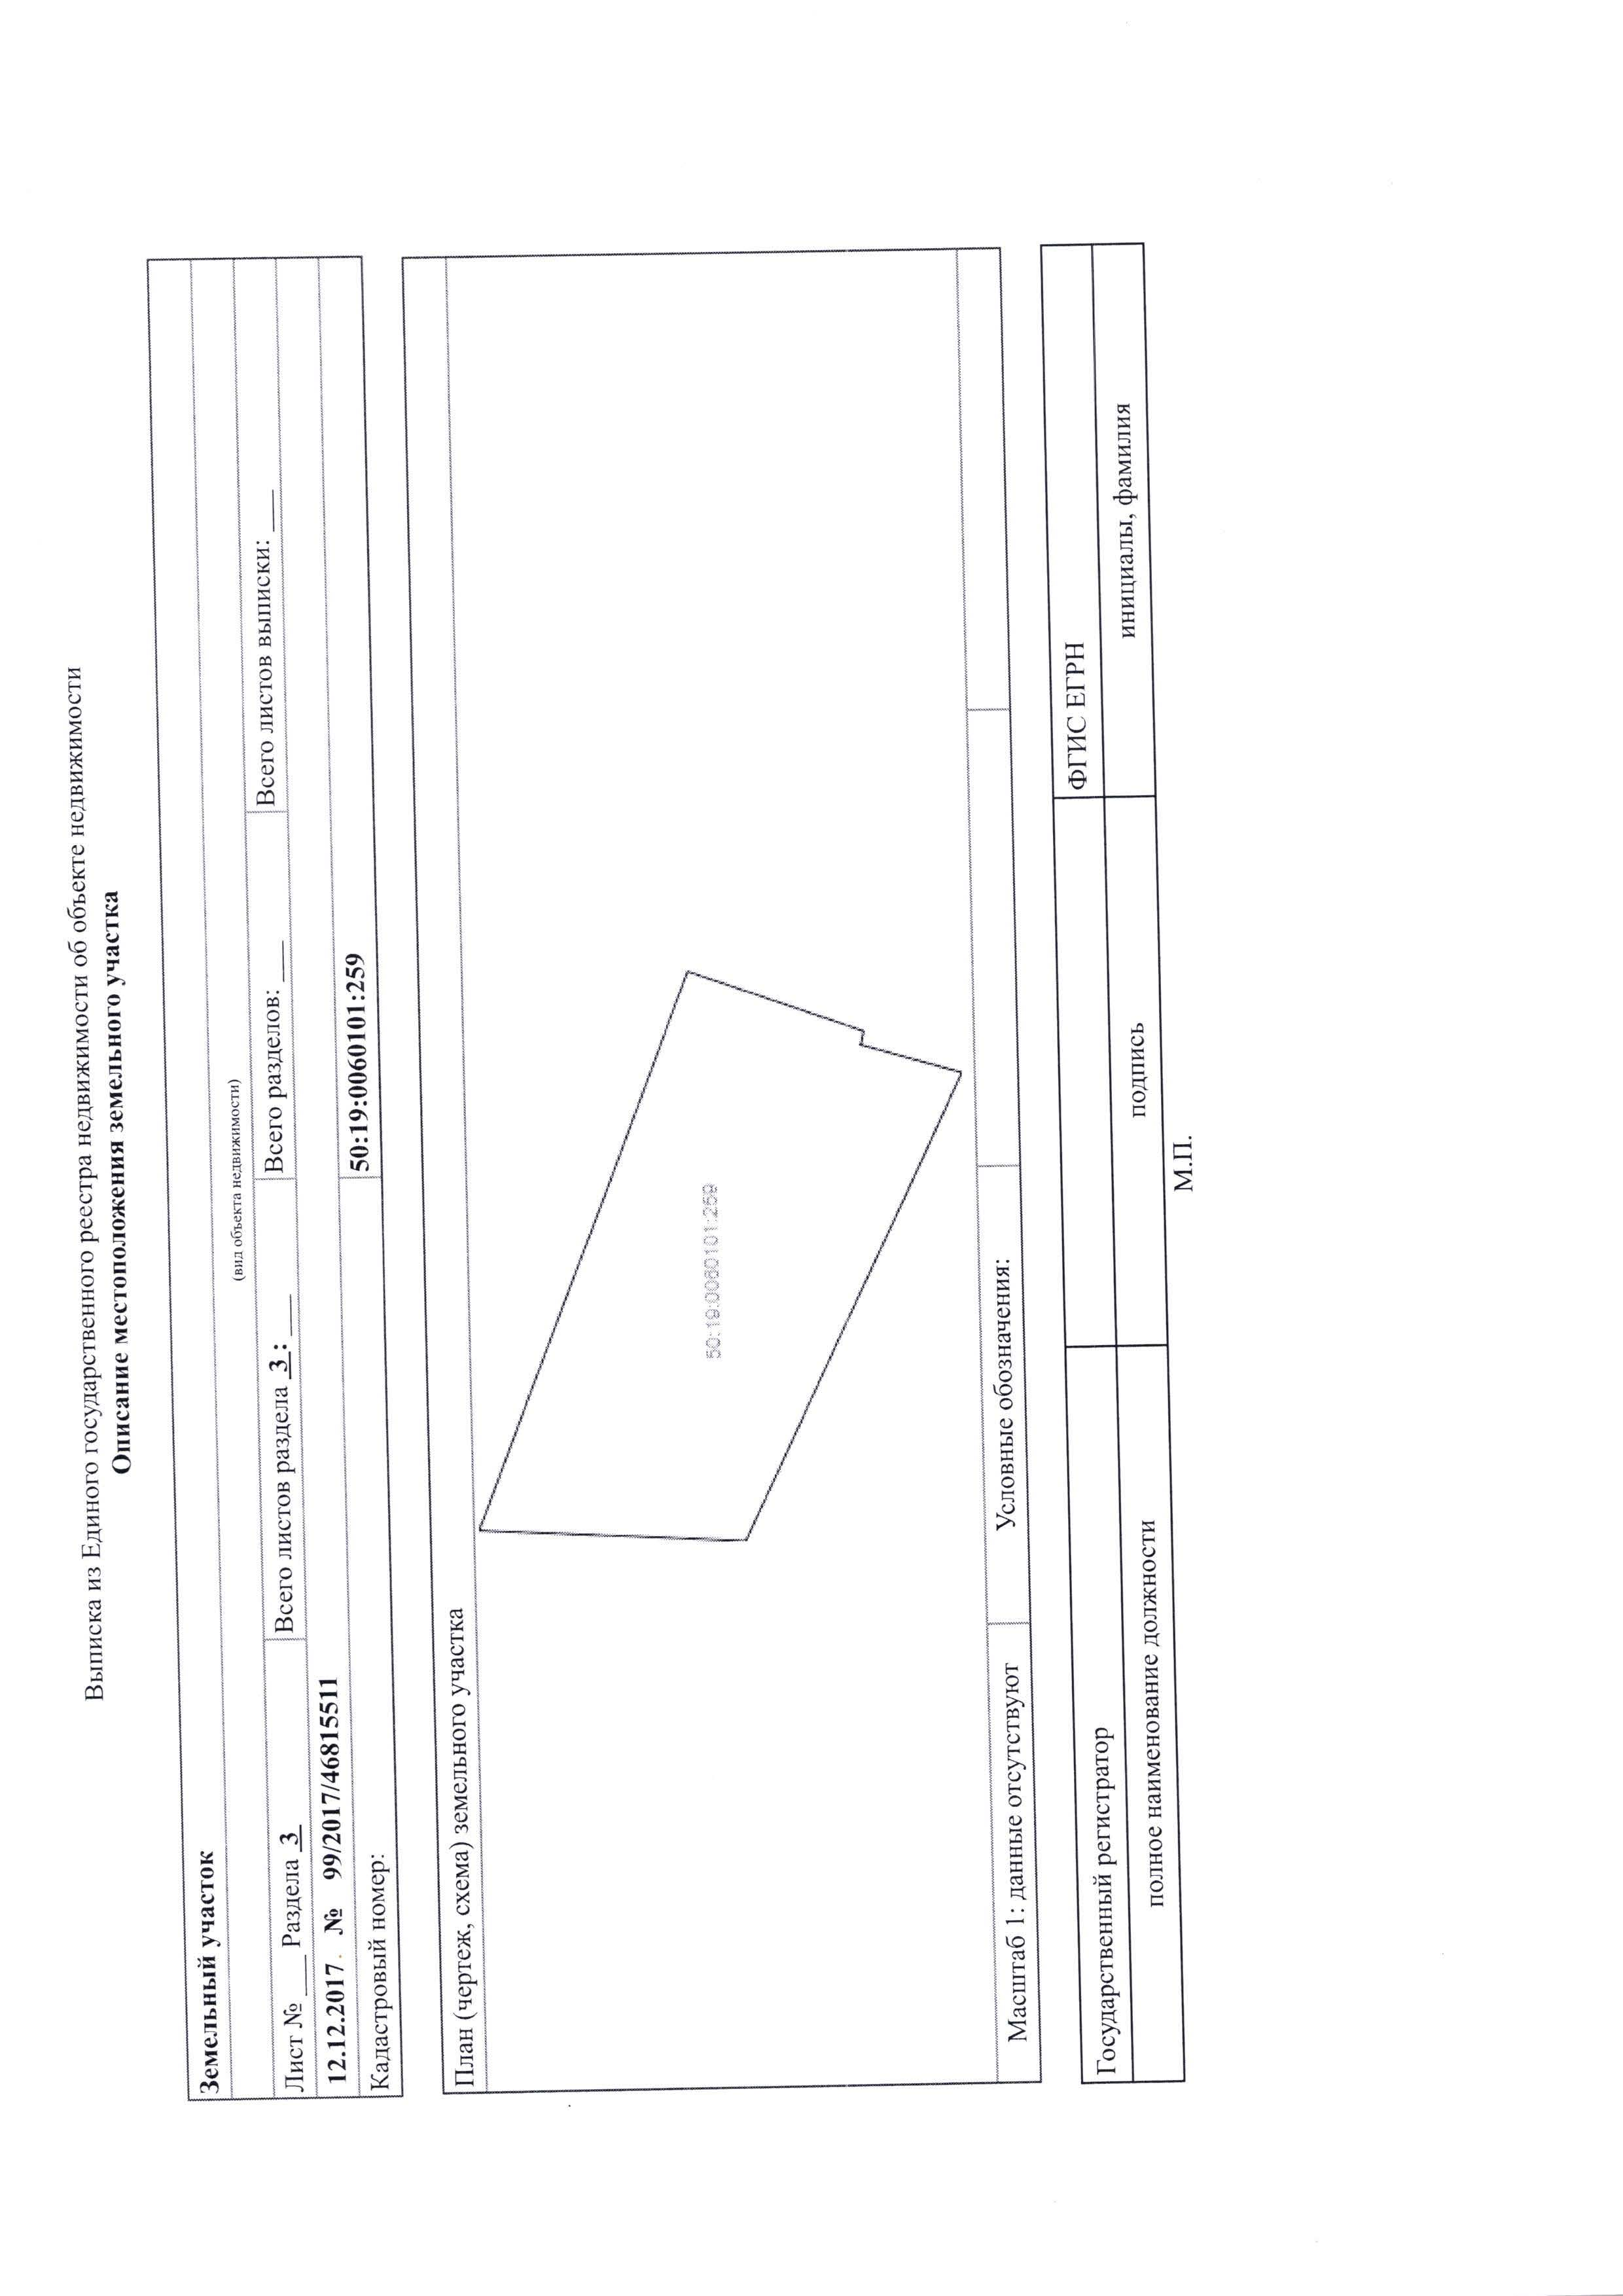 Выписка из Единого государственного реестра недвижимости об объекте недвижимости
Описание местоположения земельного участка
Земельный участок
(вид объекта недвижимости)
Лист № ___ Раздела 3 Всего листов раздела 3 : ___ Всего разделов: ___ Всего листов выписки: ___
12.12.2017 № 99/2017/46815511
Кадастровый номер: 50:19:0060101:259
План (чертеж, схема) земельного участка
50:19:0060101:259
Масштаб 1: данные отсутствуют Условные обозначения:
Государственный регистратор ФГИС ЕГРН
полное наименование должности подпись инициалы, фамилия
М.П.